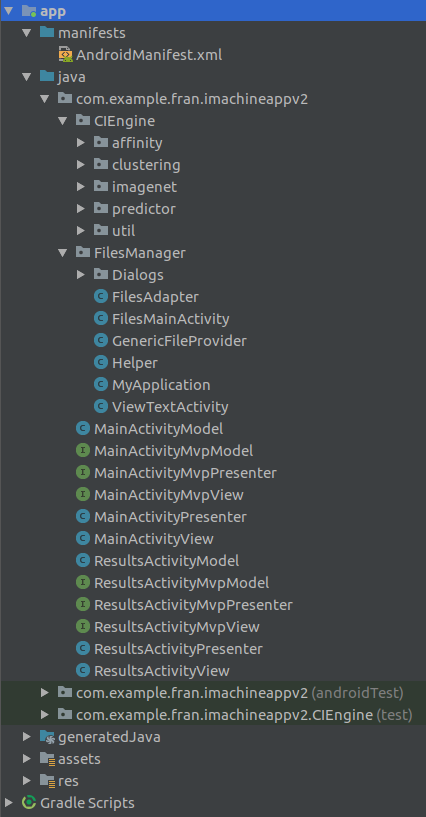 app
manifests
AndroidManifest.xml
java
com.example.fran.imachineappv2
CIEngine
affinity
clustering
imagenet
predictor
util
FilesManager
Dialogs
C FilesAdapter
C FilesMainActivity
C GenericFileProvider
C Helper
C MyApplication
C ViewTextActivity
C MainActivityModel
I MainActivityMvpModel
I MainActivityMvpPresenter
I MainActivityMvpView
C MainActivityPresenter
C MainActivityView
C ResultsActivityModel
I ResultsActivityMvpModel
I ResultsActivityMvpPresenter
I ResultsActivityMvpView
C ResultsActivityPresenter
C ResultsActivityView
com.example.fran.imachineappv2 (androidTest)
com.example.fran.imachineappv2.CIEngine (test)
generatedJava
assets
res
Gradle Scripts